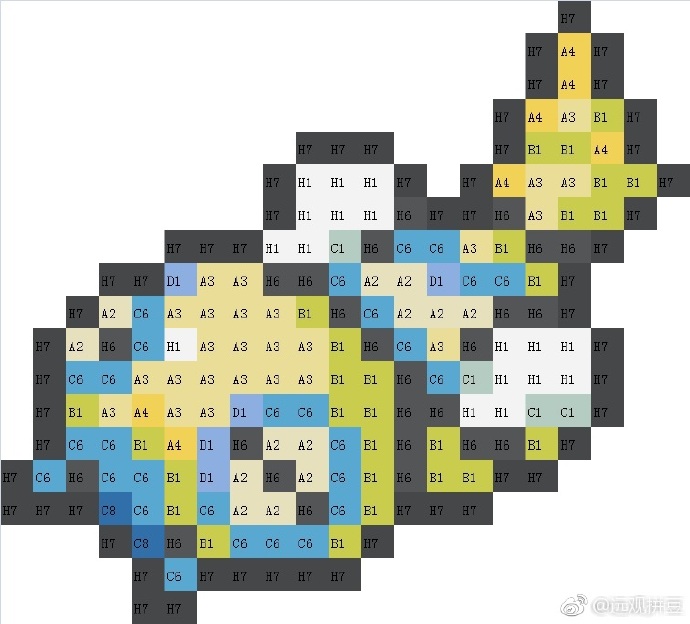 H7
H7 A4 H7
H7 A4 H7
H7 A4 A3 B1 H7
H7 H7 H7 H7 B1 B1 A4 H7
H7 H1 H1 H1 H7 H7 A4 A3 A3 B1 B1 H7
H7 H1 H1 H1 H6 H7 H7 H6 A3 B1 B1 H7
H7 H7 H7 H1 H1 C1 H6 C6 C6 A3 B1 H6 H6 H7
H7 H7 D1 A3 A3 H6 H6 C6 A2 A2 D1 C6 C6 B1 H7
H7 A2 C6 A3 A3 A3 A3 B1 H6 C6 A2 A2 A2 H6 H6 H7
H7 A2 H6 C6 H1 A3 A3 A3 A3 B1 H6 C6 A3 H6 H1 H1 H1 H7
H7 C6 C6 A3 A3 A3 A3 A3 A3 B1 B1 H6 C6 C1 H1 H1 H1 H7
H7 B1 A3 A4 A3 A3 D1 C6 C6 B1 B1 H6 H6 H1 H1 C1 C1 H7
H7 C6 C6 B1 A4 D1 H6 A2 A2 C6 B1 H6 B1 H6 H6 B1 H7
H7 C6 H6 C6 C6 B1 D1 A2 H6 A2 C6 B1 H6 B1 B1 H7 H7
H7 H7 H7 C8 C6 B1 C6 A2 A2 H6 C6 B1 H7 H7 H7
H7 C8 H6 B1 C6 C6 C6 B1 H7
H7 C6 H7 H7 H7 H7 H7
H7 H7
@远观拼豆